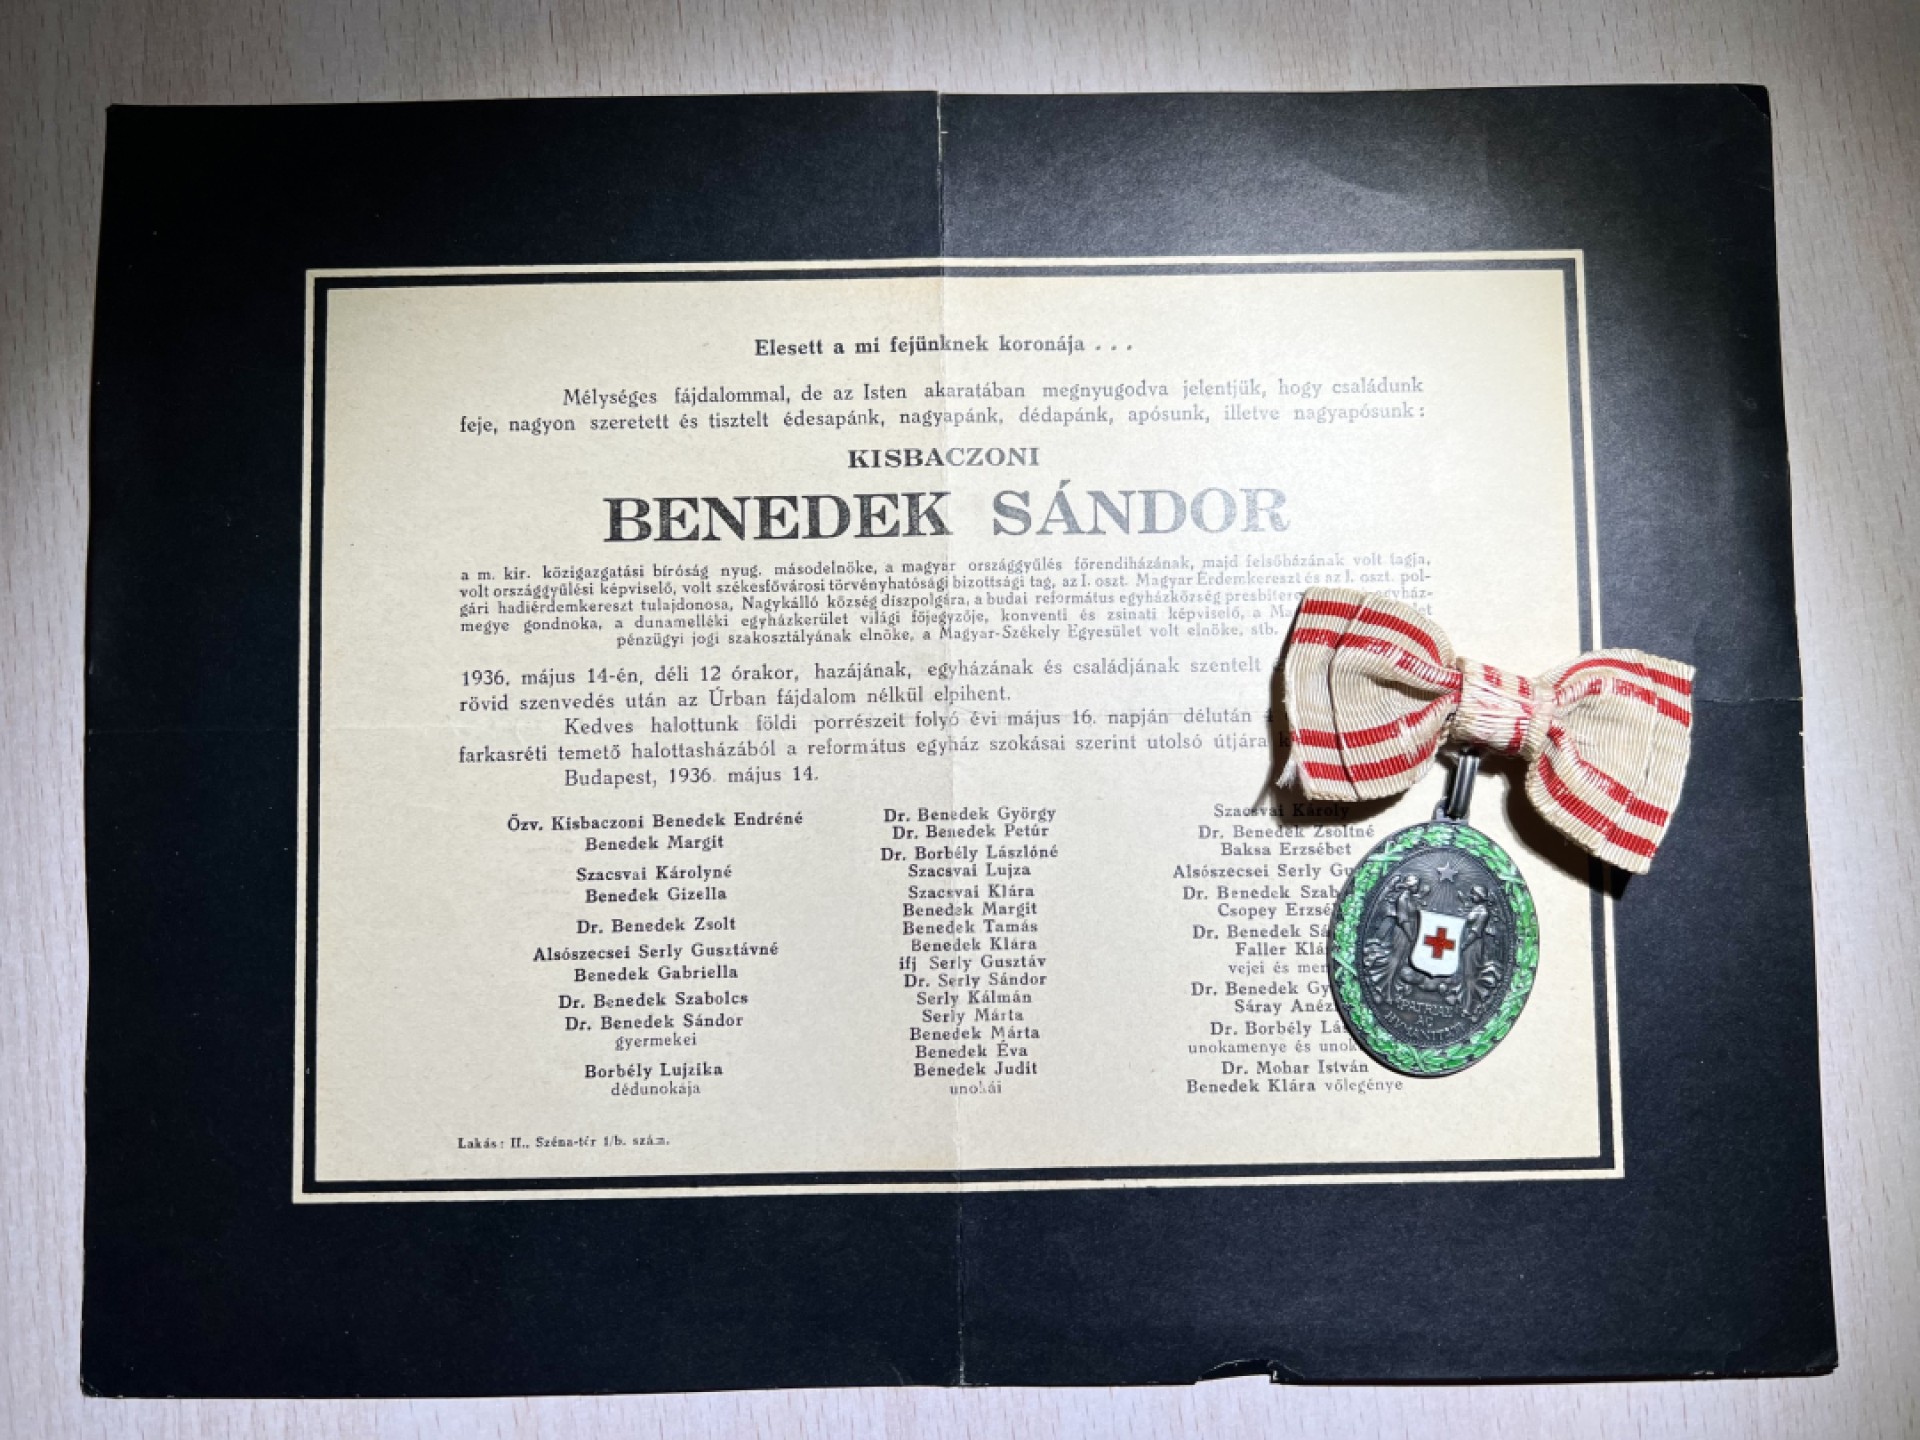 Elesett a mi fejünknek koronája . . .
Mélységes fájdalommal, de az Isten akaratában megnyugodva jelentjük, hogy családunk
feje, nagyon szeretett és tisztelt édesapánk, nagyapánk, dédapánk, apósunk, illetve nagyapósunk:
KISBACZONI
BENEDEK SÁNDOR
a m. kir. közigazgatási bíróság nyug. másodelnöke, a magyar országgyűlés főrendiházának, majd felsőházának volt tagja,
volt országgyűlési képviselő, volt székesfővárosi törvényhatósági bizottsági tag, az I. oszt. Magyar Érdemkereszt és az I. oszt. pol-
gári hadiérdemkereszt tulajdonosa, Nagykálló község díszpolgára, a budai református egyházközség
megye gondnoka, a dunamelléki egyházkerület világi főjegyzője, konventi és zsinati képviselő, a
pénzügyi jogi szakosztályának elnöke, a Magyar-Székely Egyesület volt elnöke, stb.
1936. május 14-én, déli 12 órakor, hazájának, egyházának és családjának szentelt
rövid szenvedés után az Úrban fájdalom nélkül elpihent.
Kedves halottunk földi porrészeit folyó évi május 16. napján délután
farkasréti temető halottasházából a református egyház szokásai szerint utolsó útjára
Budapest, 1936. május 14.
Özv. Kisbaczoni Benedek Endréné
Benedek Margit
Szacsvai Károlyné
Benedek Gizella
Dr. Benedek Zsolt
Alsószecsei Serly Gusztávné
Benedek Gabriella
Dr. Benedek Szabolcs
Dr. Benedek Sándor
gyermekei
Borbély Lujzika
dédunokája
Dr. Benedek György
Dr. Benedek Petúr
Dr. Borbély Lászlóné
Szacsvai Lujza
Szacsvai Klára
Benedek Margit
Benedek Tamás
Benedek Klára
ifj Serly Gusztáv
Dr. Serly Sándor
Serly Kálmán
Serly Márta
Benedek Márta
Benedek Éva
Benedek Judit
unokái
Szacsvai Károly
Dr. Benedek Zsoltné
Baksa Erzsébet
Alsószecsei Serly
Dr. Benedek
Csopey
Dr. Benedek
Faller
vejei és
Dr. Benedek
Sáray
Dr. Borbély
unokamenye és
Dr. Mohar István
Benedek Klára vőlegénye
Lakás: II., Széna-tér 1/b. szám.
PATRIAE
AC
HVMANITATI